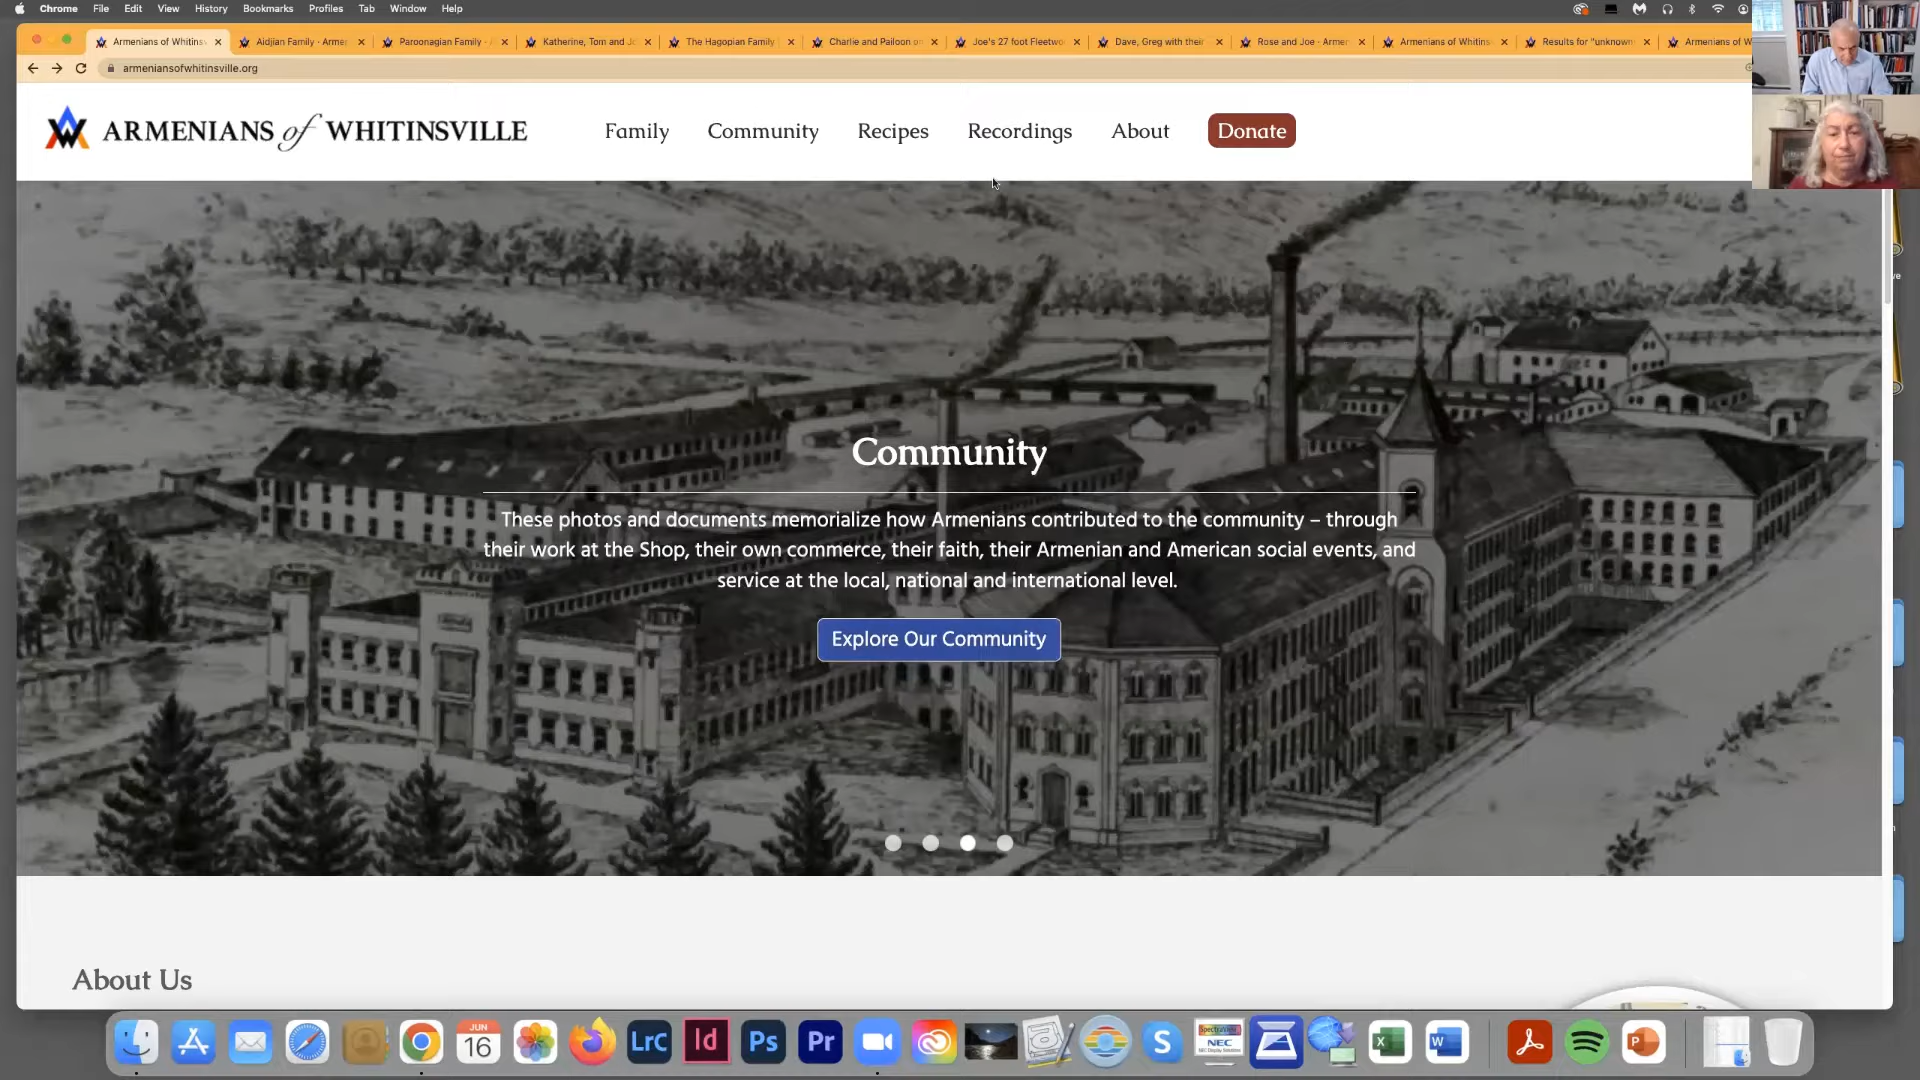 Chrome File Edit View History Bookmarks Profiles Tab Window Help
Armenians of Whitins
Aidjian Family - Armer
Paroonagian Family - A
Katherine, Tom and Jo
The Hagopian Family
Charlie and Pailoon on
Joe's 27 foot Fleetwo
Dave, Greg with their
Rose and Joe - Armer
Armenians of Whitins
Results for "unknown
Armenians of W
armeniansofwhitinsville.org
ARMENIANS of WHITINSVILLE
Family Community Recipes Recordings About Donate
Community
These photos and documents memorialize how Armenians contributed to the community – through
their work at the Shop, their own commerce, their faith, their Armenian and American social events, and
service at the local, national and international level.
Explore Our Community
About Us
JUN
16
LrC
Id
Ps
Pr
S
SpectraView
NEC
X
W
P